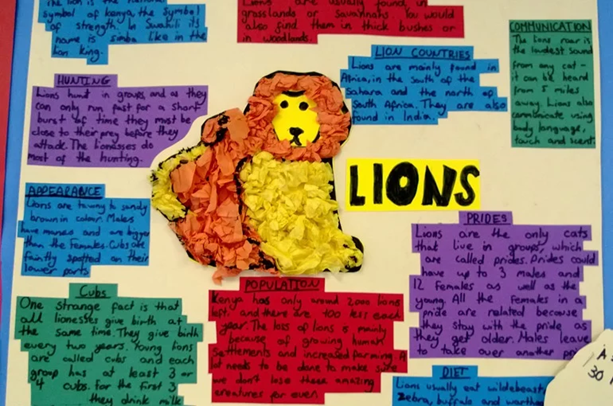 The lion is the national
symbol of Kenya, the Symbol
of strength. In Swahili its
name is simba like in the
lion king.
Lions are usually found in
grasslands or savannahs. You would
also find them in thick bushes or
in woodlands.
COMMUNICATION
The lions roar is
the loudest sound
from any cat -
it can be heard
from 5 miles
away. Lions also
communicate using
body language,
touch and scent.
LION COUNTRIES
Lions are mainly found in
Africa, in the South of the
Sahara and the north of
South Africa. They are also
found in India.
HUNTING
Lions hunt in groups and as they
can only run fast for a short
burst of time they must be
close to their prey before they
attack. The lionesses do
most of the hunting.
LIONS
APPEARANCE
Lions are tawny to sandy
brown in colour. Males
have manes and are bigger
than the females. Cubs are
faintly spotted on their
lower parts
PRIDES
Lions are the only cats
that live in groups, which
are called prides. Prides could
have up to 3 males and
12 females as well as the
young. All the females in a
pride are related because
they stay with the pride as
they get older. Males leave
to take over another
Cubs
One strange fact is that
all lionesses give birth at
the same time. They give birth
every two years. Young lions
are called cubs and each
group has at least 3 or
4 cubs. For the first 3
they drink milk
POPULATION
Kenya has only around 2000 lions
left and there are 100 less each
year. The loss of lions is mainly
because of growing human
settlements and increased farming. A
lot needs to be done to make sure
we don't lose these amazing
creatures for ever.
DIET
Lions usually eat wildebeest,
zebra, buffalo and
30